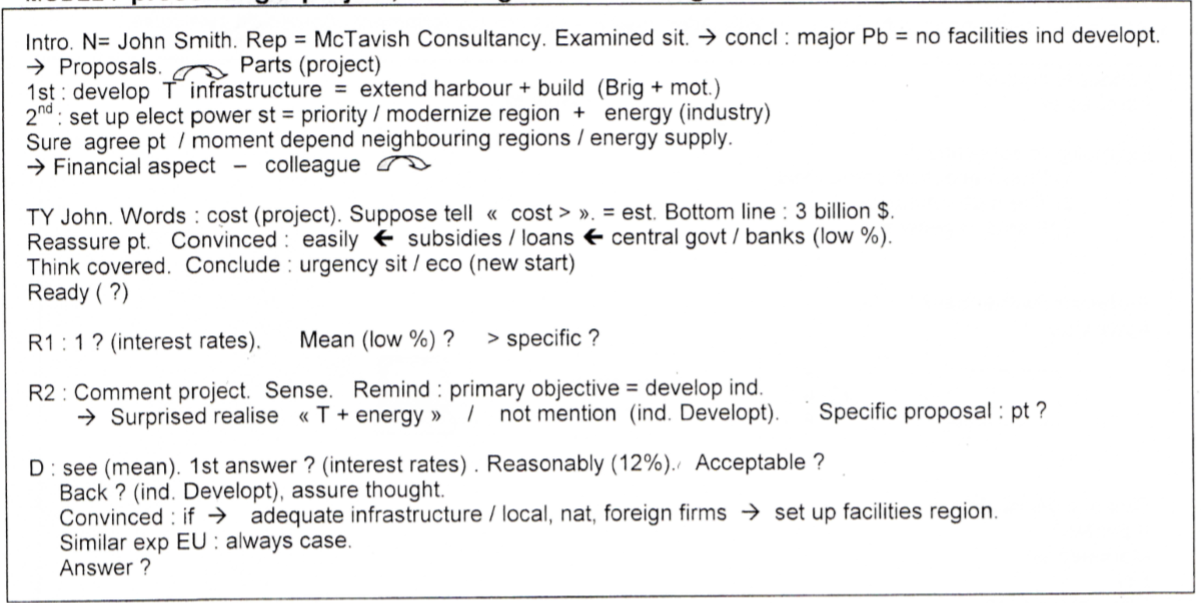 Intro. N= John Smith. Rep = McTavish Consultancy. Examined sit. → concl : major Pb = no facilities ind developt.
→ Proposals. Parts (project)
1st : develop T infrastructure = extend harbour + build (Brig + mot.)
2nd : set up elect power st = priority / modernize region + energy (industry)
Sure agree pt / moment depend neighbouring regions / energy supply.
→ Financial aspect – colleague
TY John. Words : cost (project). Suppose tell « cost > ». = est. Bottom line : 3 billion $.
Reassure pt. Convinced : easily ← subsidies / loans ← central govt / banks (low %).
Think covered. Conclude : urgency sit / eco (new start)
Ready ( ?)
R1 : 1 ? (interest rates). Mean (low %) ? > specific ?
R2 : Comment project. Sense. Remind : primary objective = develop ind.
→ Surprised realise « T + energy » / not mention (ind. Developt). Specific proposal : pt ?
D : see (mean). 1st answer ? (interest rates) . Reasonably (12%). Acceptable ?
Back ? (ind. Developt), assure thought.
Convinced : if → adequate infrastructure / local, nat, foreign firms → set up facilities region.
Similar exp EU : always case.
Answer ?